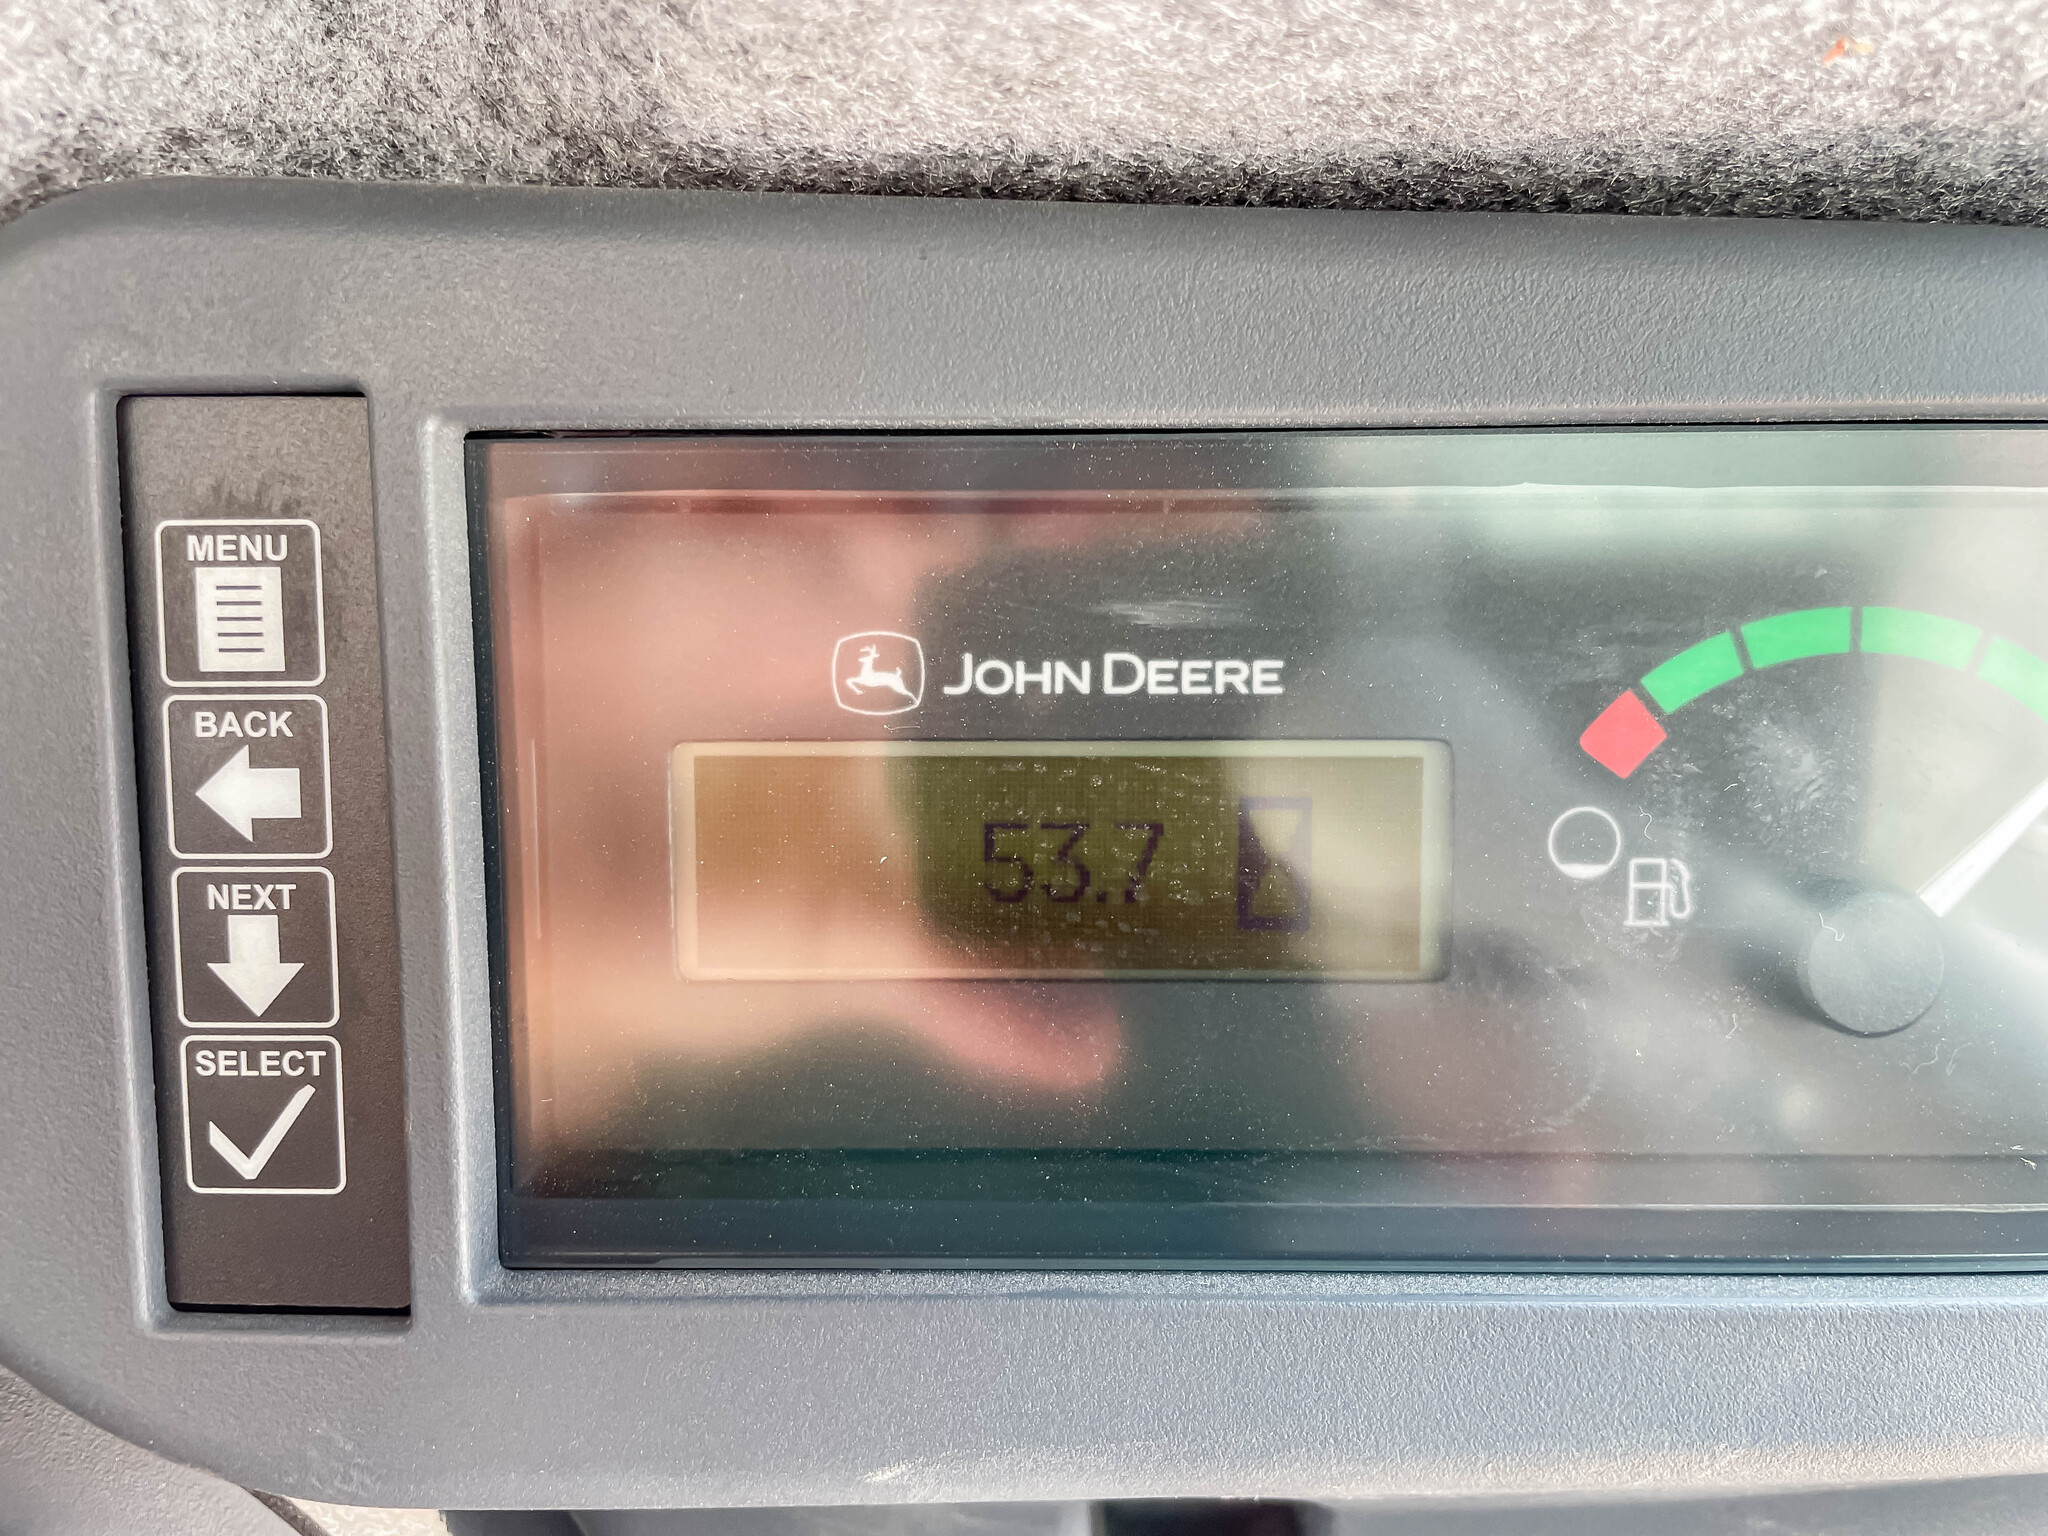 MENU
BACK
NEXT
SELECT
JOHN DEERE
53.7